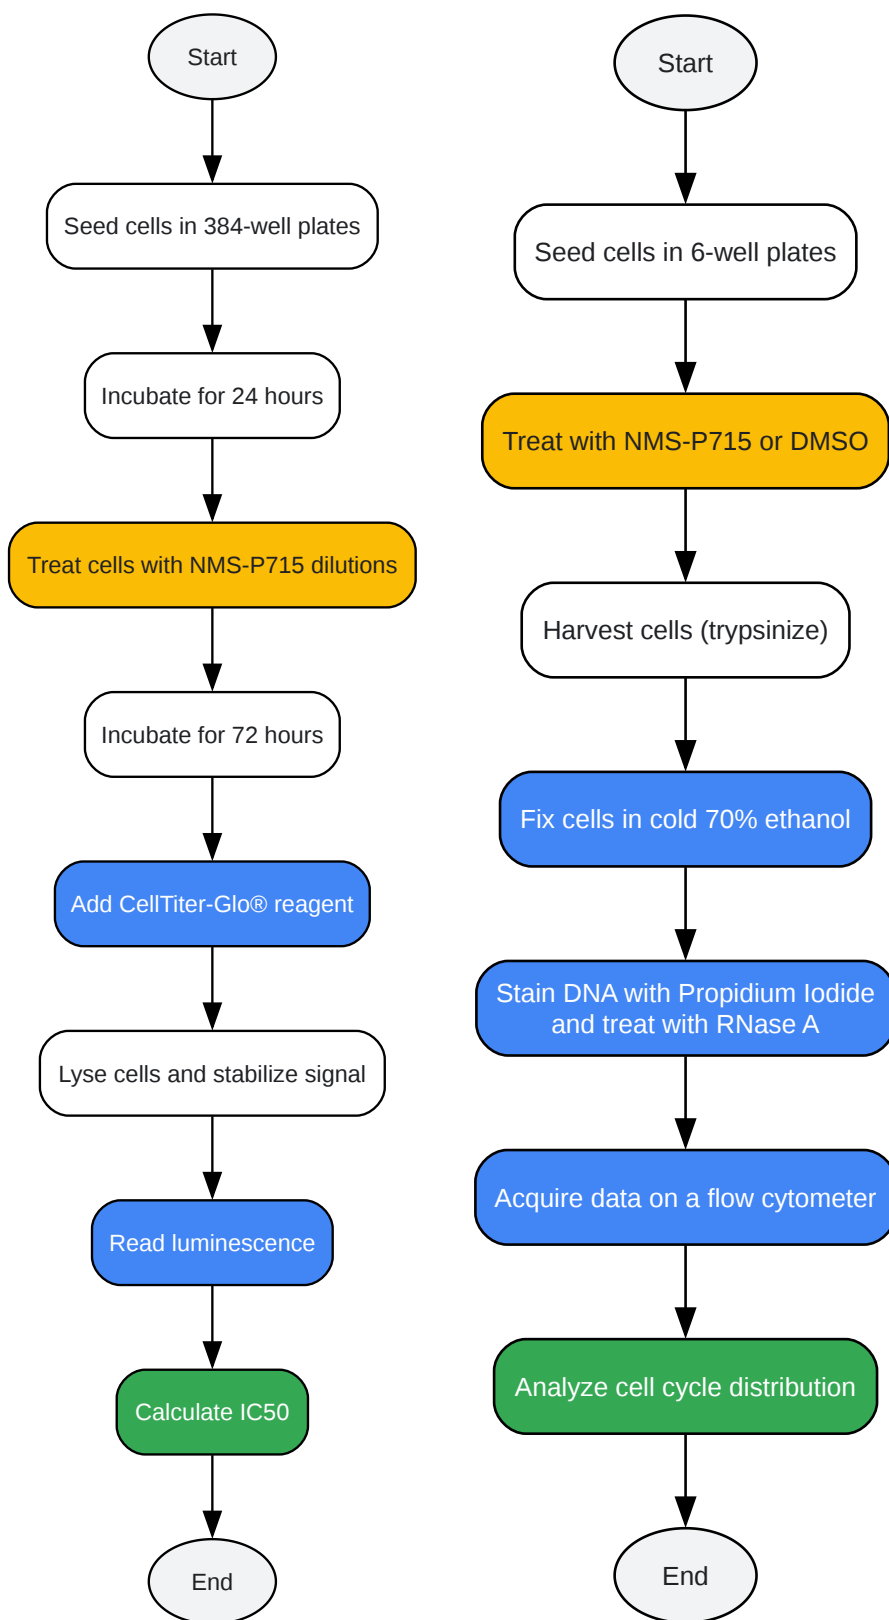 Start
Seed cells in 384-well plates
Incubate for 24 hours
Treat cells with NMS-P715 dilutions
Incubate for 72 hours
Add CellTiter-Glo® reagent
Lyse cells and stabilize signal
Read luminescence
Calculate IC50
End
Start
Seed cells in 6-well plates
Treat with NMS-P715 or DMSO
Harvest cells (trypsinize)
Fix cells in cold 70% ethanol
Stain DNA with Propidium Iodide
and treat with RNase A
Acquire data on a flow cytometer
Analyze cell cycle distribution
End